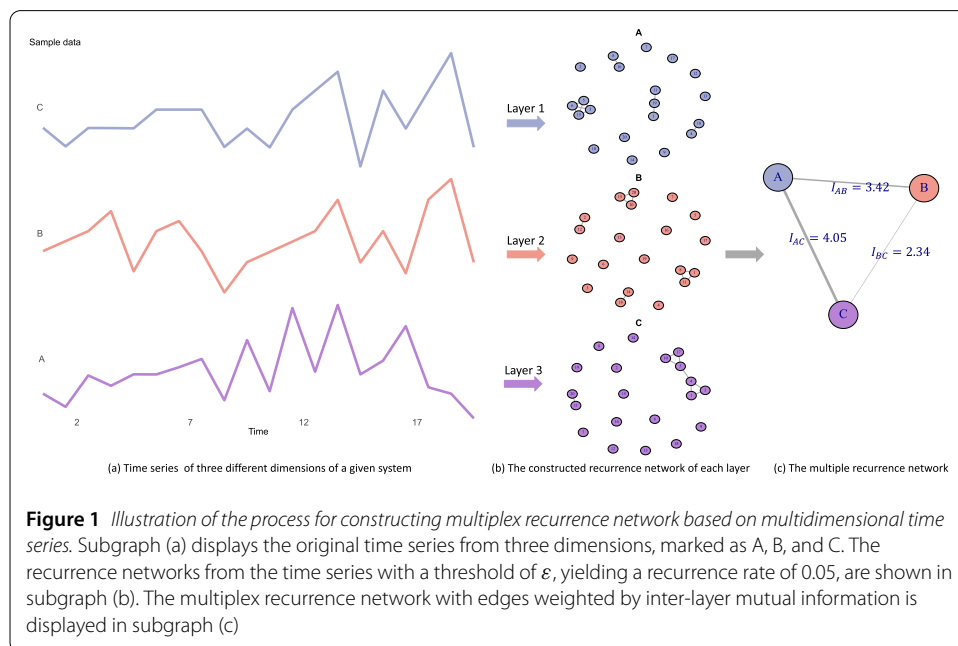 Sample data
C
B
A
2
7
12
17
Time
Layer 1
Layer 2
Layer 3
A
B
C
A
B
C
I_AB = 3.42
I_AC = 4.05
I_BC = 2.34
(a) Time series of three different dimensions of a given system
(b) The constructed recurrence network of each layer
(c) The multiple recurrence network
Figure 1 Illustration of the process for constructing multiplex recurrence network based on multidimensional time
series. Subgraph (a) displays the original time series from three dimensions, marked as A, B, and C. The
recurrence networks from the time series with a threshold of ε, yielding a recurrence rate of 0.05, are shown in
subgraph (b). The multiplex recurrence network with edges weighted by inter-layer mutual information is
displayed in subgraph (c)